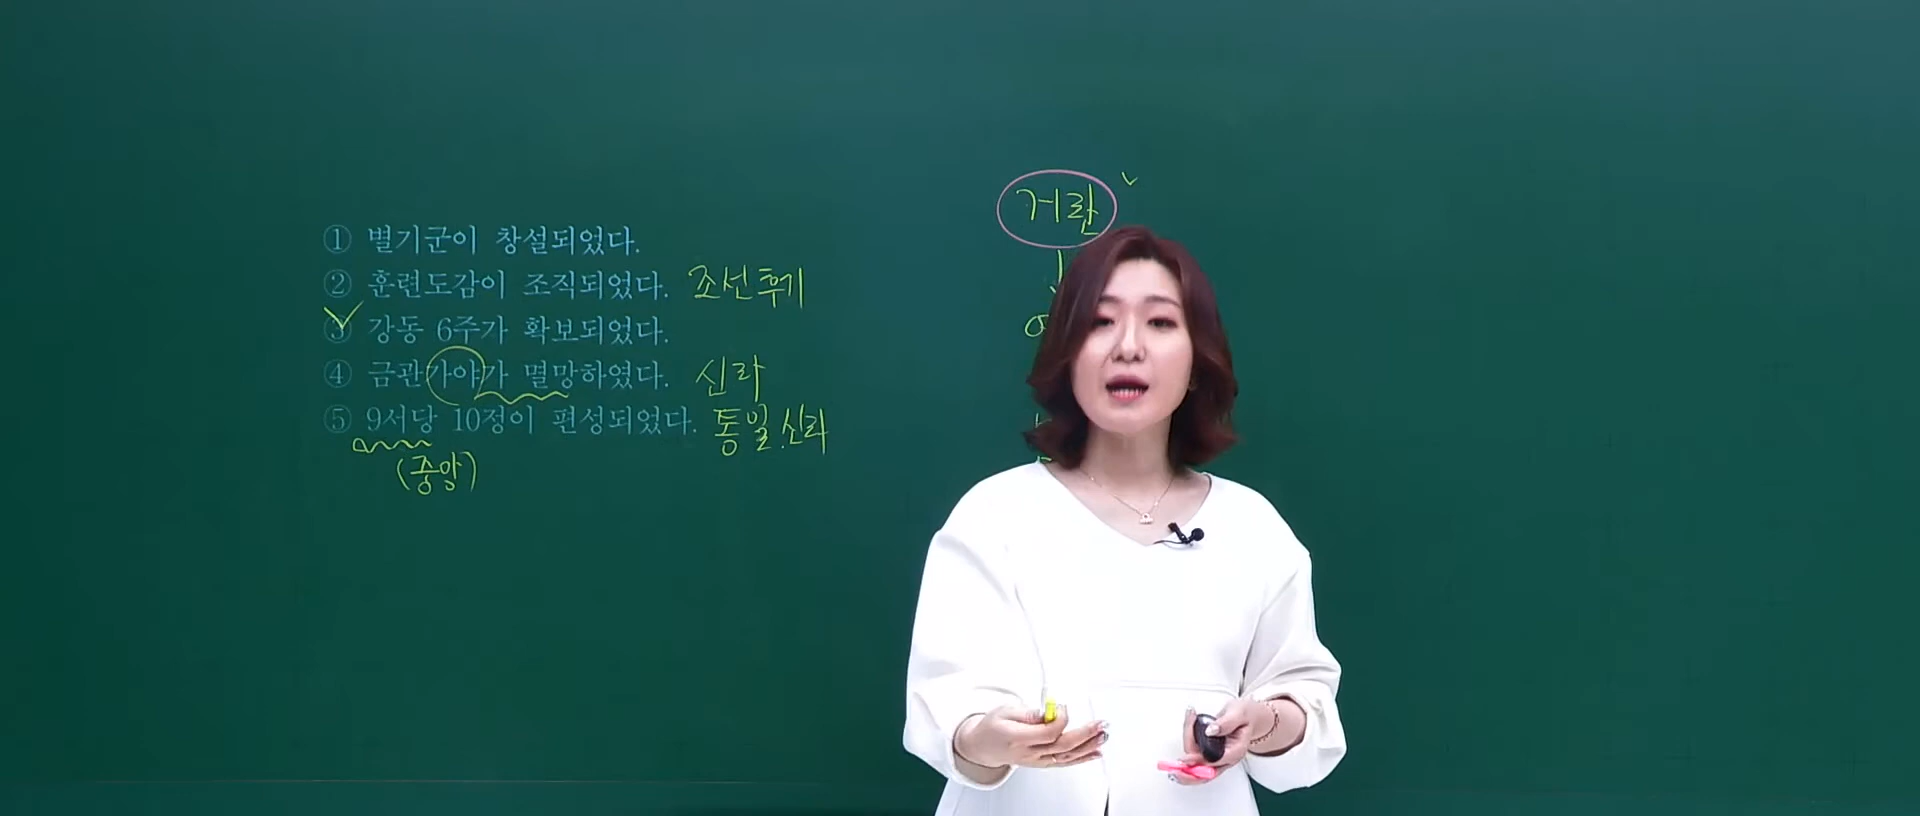 ① 별기군이 창설되었다.
② 훈련도감이 조직되었다. 조선후기
③ 강동 6주가 확보되었다.
④ 금관가야가 멸망하였다. 신라
⑤ 9서당 10정이 편성되었다. 통일신라
(중앙)
거란